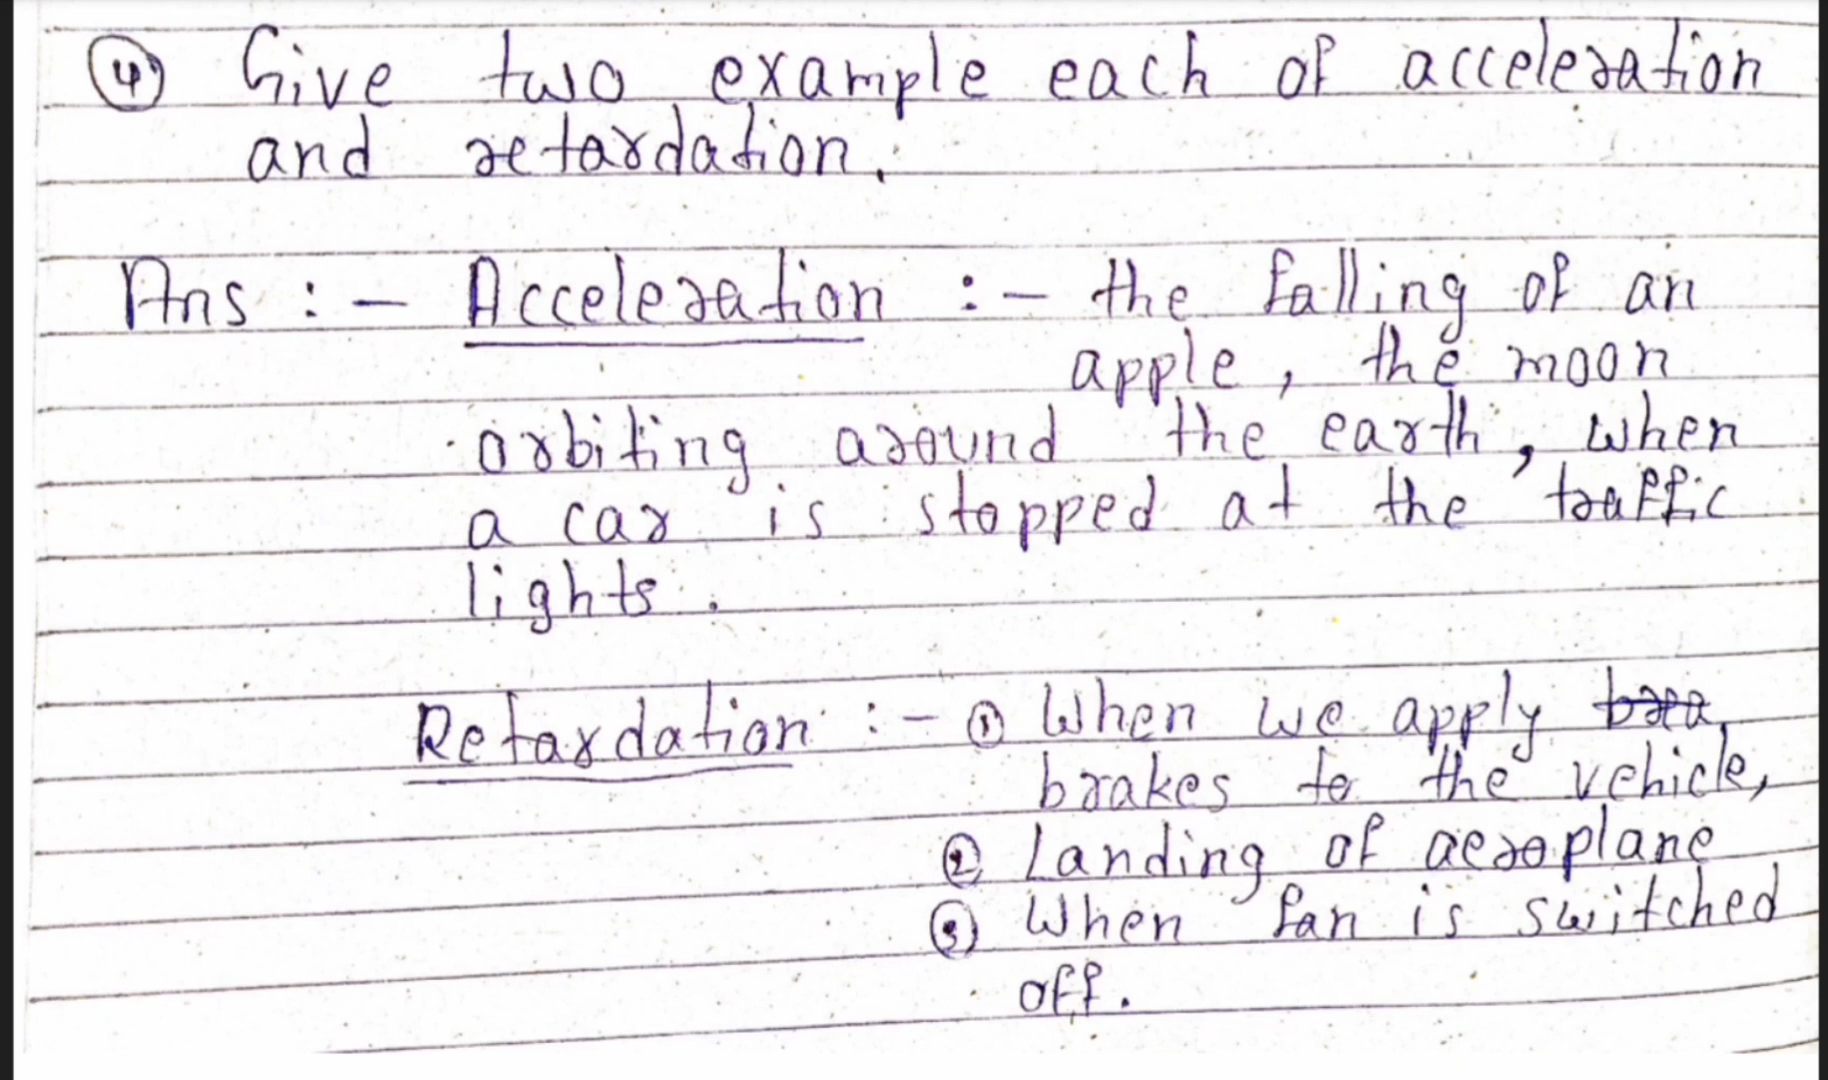 4 Give two example each of acceleration
and retardation.
Ans :- Acceleration :- the falling of an
apple, the moon
orbiting around the earth, when
a car is stopped at the traffic
lights.
Retardation :- 1 When we apply bra
brakes to the vehicle,
2 Landing of aeroplane
3 When fan is switched
off.